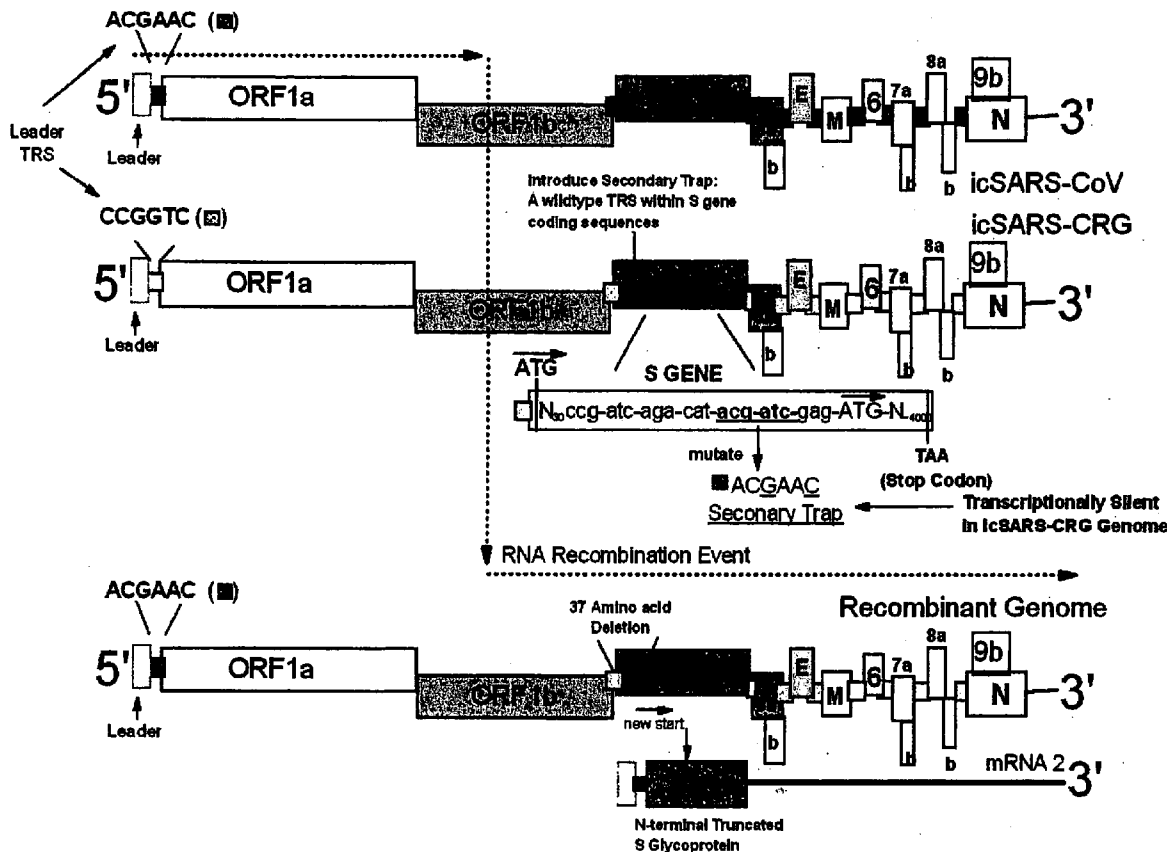 ACGAAC (▩)
5' ORF1a ORF1b E M 6 7a 8a 9b N 3'
b b b
Leader
TRS
Leader
icSARS-CoV
Introduce Secondary Trap:
A wildtype TRS within S gene
coding sequences
CCGGTC (▩)
icSARS-CRG
5' ORF1a E M 6 7a 8a 9b N 3'
b b b
Leader
ATG
S GENE
ccg-atc-aga-cat-acg-atc-gag-ATG-N
mutate
TAA
(Stop Codon)
ACGAAC
Seconary Trap
Transcriptionally Silent
in icSARS-CRG Genome
RNA Recombination Event
ACGAAC (▩)
37 Amino acid
Deletion
Recombinant Genome
5' ORF1a ORF1b E M 6 7a 8a 9b N 3'
b b b
Leader
new start
mRNA 2 3'
N-terminal Truncated
S Glycoprotein